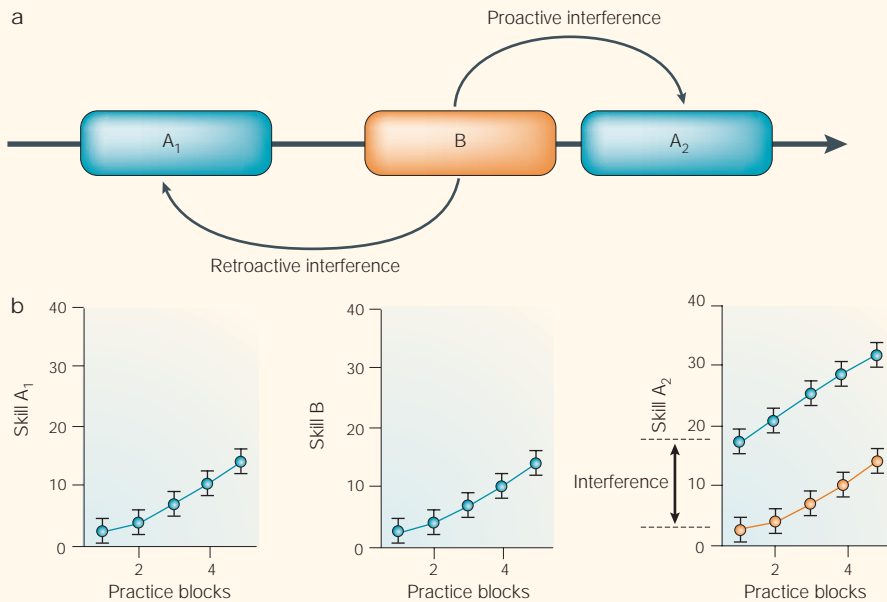 a
Proactive interference
A1
B
A2
Retroactive interference
b
40
30
20
10
0
Skill A1
2
4
Practice blocks
40
30
20
10
0
Skill B
2
4
Practice blocks
40
30
20
10
0
Skill A2
Interference
2
4
Practice blocks